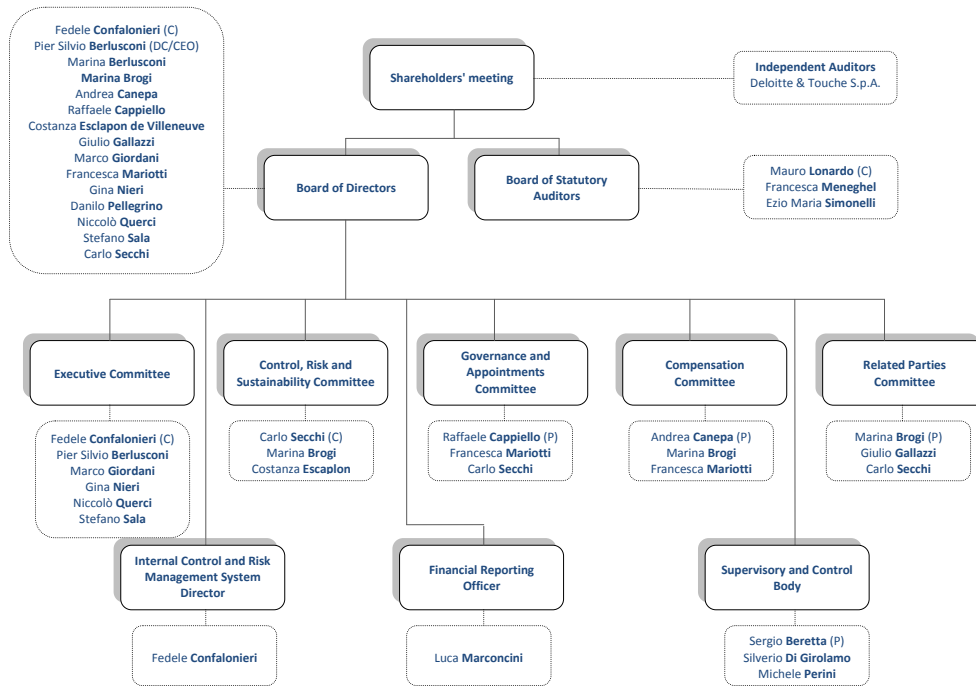 Fedele Confalonieri (C)
Pier Silvio Berlusconi (DC/CEO)
Marina Berlusconi
Marina Brogi
Andrea Canepa
Raffaele Cappiello
Costanza Esclapon de Villeneuve
Giulio Gallazzi
Marco Giordani
Francesca Mariotti
Gina Nieri
Danilo Pellegrino
Niccolò Querci
Stefano Sala
Carlo Secchi
Shareholders' meeting
Independent Auditors
Deloitte & Touche S.p.A.
Board of Directors
Board of Statutory
Auditors
Mauro Lonardo (C)
Francesca Meneghel
Ezio Maria Simonelli
Executive Committee
Control, Risk and
Sustainability Committee
Governance and
Appointments
Committee
Compensation
Committee
Related Parties
Committee
Fedele Confalonieri (C)
Pier Silvio Berlusconi
Marco Giordani
Gina Nieri
Niccolò Querci
Stefano Sala
Carlo Secchi (C)
Marina Brogi
Costanza Escaplon
Raffaele Cappiello (P)
Francesca Mariotti
Carlo Secchi
Andrea Canepa (P)
Marina Brogi
Francesca Mariotti
Marina Brogi (P)
Giulio Gallazzi
Carlo Secchi
Internal Control and Risk
Management System
Director
Financial Reporting
Officer
Supervisory and Control
Body
Fedele Confalonieri
Luca Marconcini
Sergio Beretta (P)
Silverio Di Girolamo
Michele Perini